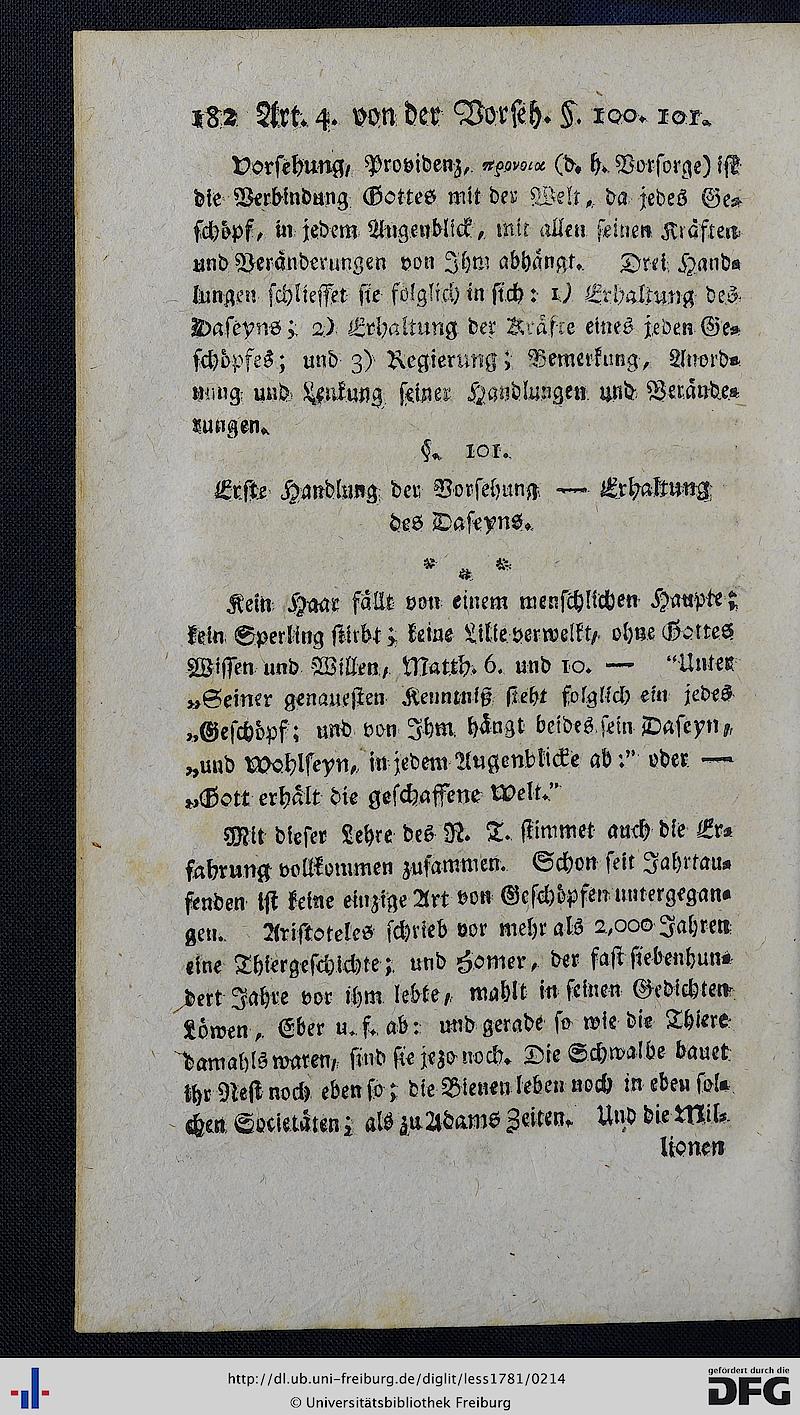 182 Art. 4. von der Vorseh. §. 100. 101.
Vorsehung, Providenz, προνοια (d. h. Vorsorge) ist
die Verbindung Gottes mit der Welt, da jedes Ge-
schöpf, in jedem Augenblick, mit allen seinen Kräften
und Veränderungen von Ihm abhängt. Drei Hand-
lungen schliesset sie folglich in sich: 1) Erhaltung des
Daseyns; 2) Erhaltung der Kräfte eines jeden Ge-
schöpfes; und 3) Regierung; Bemerkung, Anord-
nung und Lenkung seiner Handlungen und Verände-
rungen.
§. 101.
Erste Handlung der Vorsehung — Erhaltung
des Daseyns.
* * *
Kein Haar fällt von einem menschlichen Haupte;
kein Sperling stirbt; keine Lilie verwelkt, ohne Gottes
Wissen und Willen, Matth. 6. und 10. — “Unter
„Seiner genauesten Kenntniß steht folglich ein jedes
„Geschöpf; und von Ihm hängt beides sein Daseyn,
„und Wohlseyn, in jedem Augenblicke ab:” oder —
„Gott erhält die geschaffene Welt.”
Mit dieser Lehre des N. T. stimmet auch die Er-
fahrung vollkommen zusammen. Schon seit Jahrtau-
senden ist keine einzige Art von Geschöpfen untergegan-
gen. Aristoteles schrieb vor mehr als 2,000 Jahren
eine Thiergeschichte; und Homer, der fast siebenhun-
dert Jahre vor ihm lebte, mahlt in seinen Gedichten
Löwen, Eber u. s. ab: und gerade so wie die Thiere
damahls waren, sind sie jezo noch. Die Schwalbe bauet
ihr Nest noch eben so; die Bienen leben noch in eben sol-
chen Societäten; als zu Adams Zeiten. Und die Mil-
lionen
http://dl.ub.uni-freiburg.de/diglit/less1781/0214
© Universitätsbibliothek Freiburg
gefördert durch die
DFG